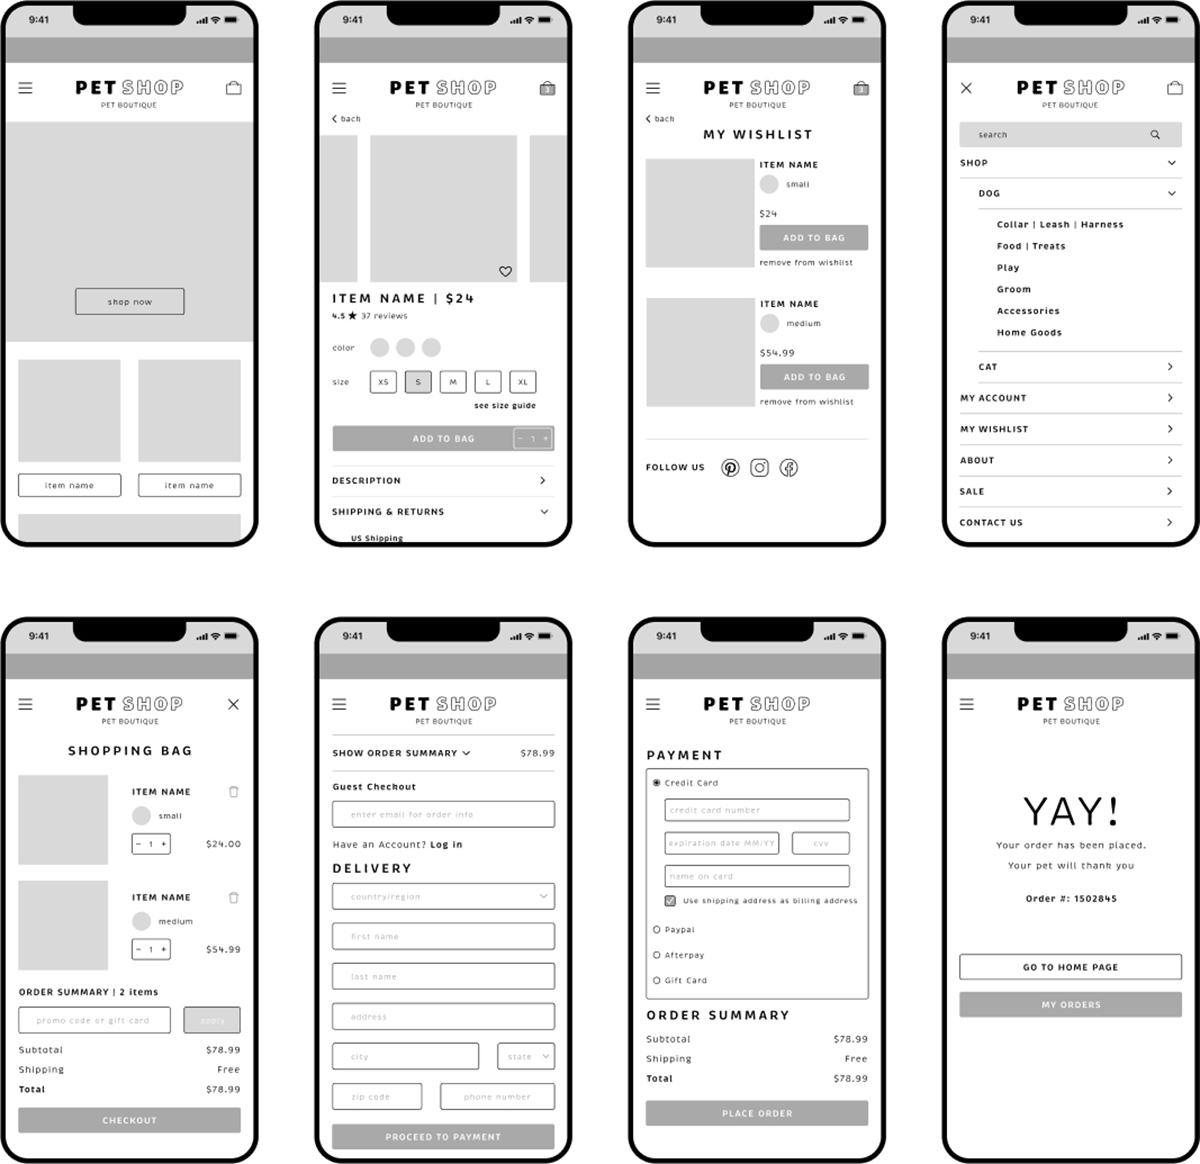 9:41
PET SHOP
PET BOUTIQUE
shop now
item name
item name
9:41
PET SHOP
3
PET BOUTIQUE
bach
ITEM NAME | $24
4.5 ★ 37 reviews
color
size XS S M L XL
see size guide
ADD TO BAG − 1 +
DESCRIPTION
SHIPPING & RETURNS
US Shipping
9:41
PET SHOP
3
PET BOUTIQUE
bach
MY WISHLIST
ITEM NAME
small
$24
ADD TO BAG
remove from wishlist
ITEM NAME
medium
$54.99
ADD TO BAG
remove from wishlist
FOLLOW US
9:41
PET SHOP
PET BOUTIQUE
search
SHOP
DOG
Collar | Leash | Harness
Food | Treats
Play
Groom
Accessories
Home Goods
CAT
MY ACCOUNT
MY WISHLIST
ABOUT
SALE
CONTACT US
9:41
PET SHOP
PET BOUTIQUE
SHOPPING BAG
ITEM NAME
small
− 1 + $24.00
ITEM NAME
medium
− 1 + $54.99
ORDER SUMMARY | 2 items
promo code or gift card apply
Subtotal $78.99
Shipping Free
Total $78.99
CHECKOUT
9:41
PET SHOP
PET BOUTIQUE
SHOW ORDER SUMMARY $78.99
Guest Checkout
enter email for order info
Have an Account? Log in
DELIVERY
country/region
first name
last name
address
city state
zip code phone number
PROCEED TO PAYMENT
9:41
PET SHOP
PET BOUTIQUE
PAYMENT
Credit Card
credit card number
expiration date MM/YY cvv
name on card
Use shipping address as billing address
Paypal
Afterpay
Gift Card
ORDER SUMMARY
Subtotal $78.99
Shipping Free
Total $78.99
PLACE ORDER
9:41
PET SHOP
PET BOUTIQUE
YAY!
Your order has been placed.
Your pet will thank you
Order #: 1502845
GO TO HOME PAGE
MY ORDERS